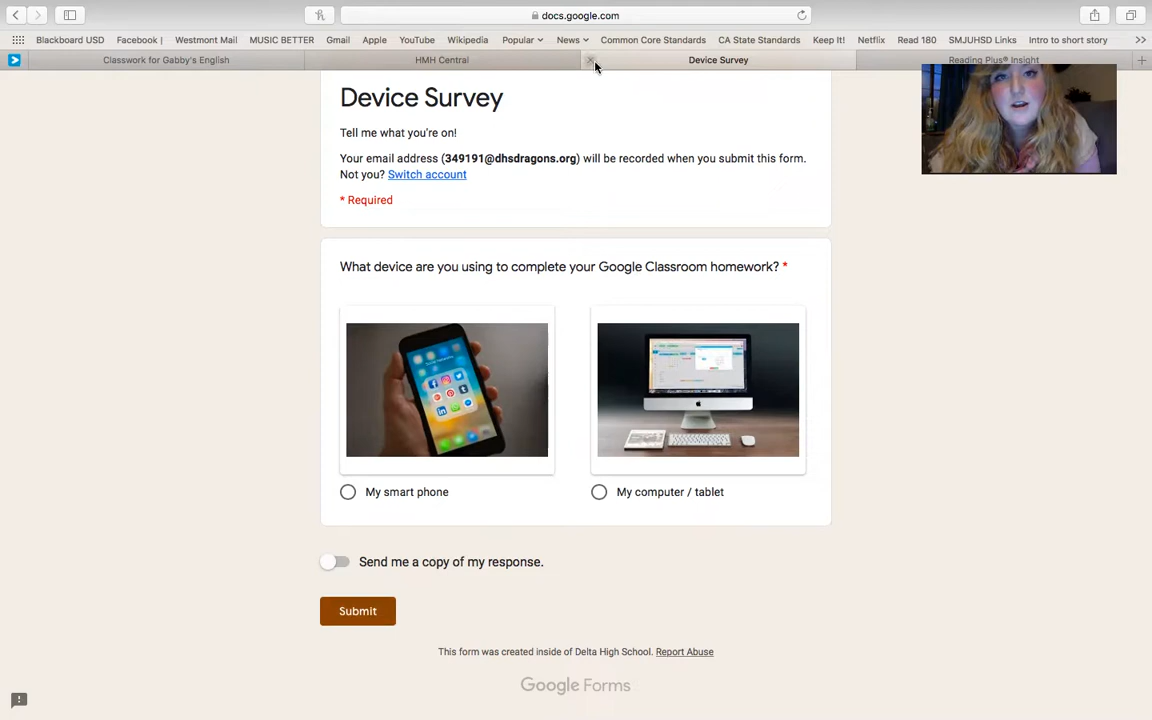 docs.google.com
Blackboard USD Facebook | Westmont Mail MUSIC BETTER Gmail Apple YouTube Wikipedia Popular News Common Core Standards CA State Standards Keep It! Netflix Read 180 SMJUHSD Links Intro to short story
Classwork for Gabby's English HMH Central Device Survey Reading Plus® Insight
Device Survey
Tell me what you're on!
Your email address (349191@dhsdragons.org) will be recorded when you submit this form.
Not you? Switch account
* Required
What device are you using to complete your Google Classroom homework? *
My smart phone My computer / tablet
Send me a copy of my response.
Submit
This form was created inside of Delta High School. Report Abuse
Google Forms